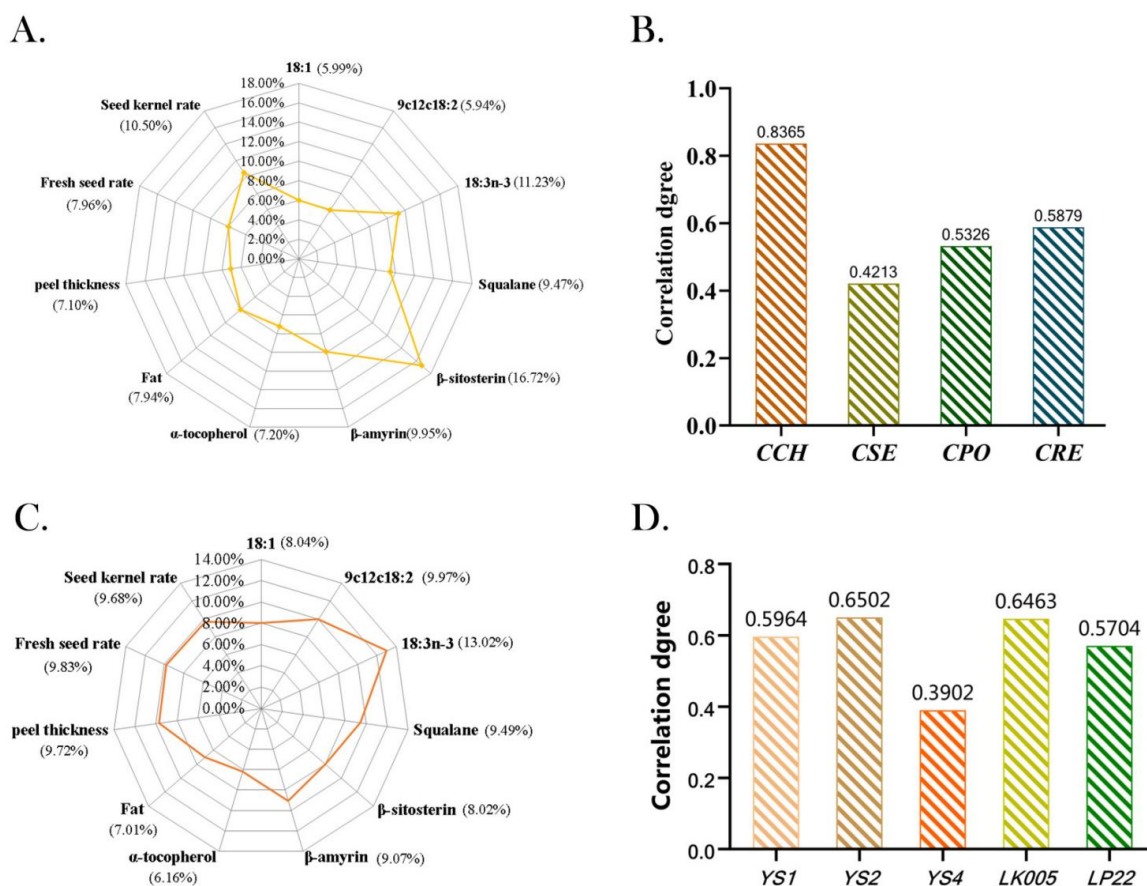 A.
18:1 (5.99%)
18.00%
16.00%
14.00%
12.00%
10.00%
8.00%
6.00%
4.00%
2.00%
0.00%
9c12c18:2 (5.94%)
18:3n-3 (11.23%)
Squalane (9.47%)
β-sitosterin (16.72%)
β-amyrin (9.95%)
α-tocopherol (7.20%)
Fat
(7.94%)
peel thickness
(7.10%)
Fresh seed rate
(7.96%)
Seed kernel rate
(10.50%)
B.
Correlation dgree
1.0
0.8
0.6
0.4
0.2
0.0
0.8365
0.4213
0.5326
0.5879
CCH CSE CPO CRE
C.
18:1 (8.04%)
14.00%
12.00%
10.00%
8.00%
6.00%
4.00%
2.00%
0.00%
9c12c18:2 (9.97%)
18:3n-3 (13.02%)
Squalane (9.49%)
β-sitosterin (8.02%)
β-amyrin (9.07%)
α-tocopherol
(6.16%)
Fat
(7.01%)
peel thickness
(9.72%)
Fresh seed rate
(9.83%)
Seed kernel rate
(9.68%)
D.
Correlation dgree
0.8
0.6
0.4
0.2
0.0
0.5964
0.6502
0.3902
0.6463
0.5704
YS1 YS2 YS4 LK005 LP22